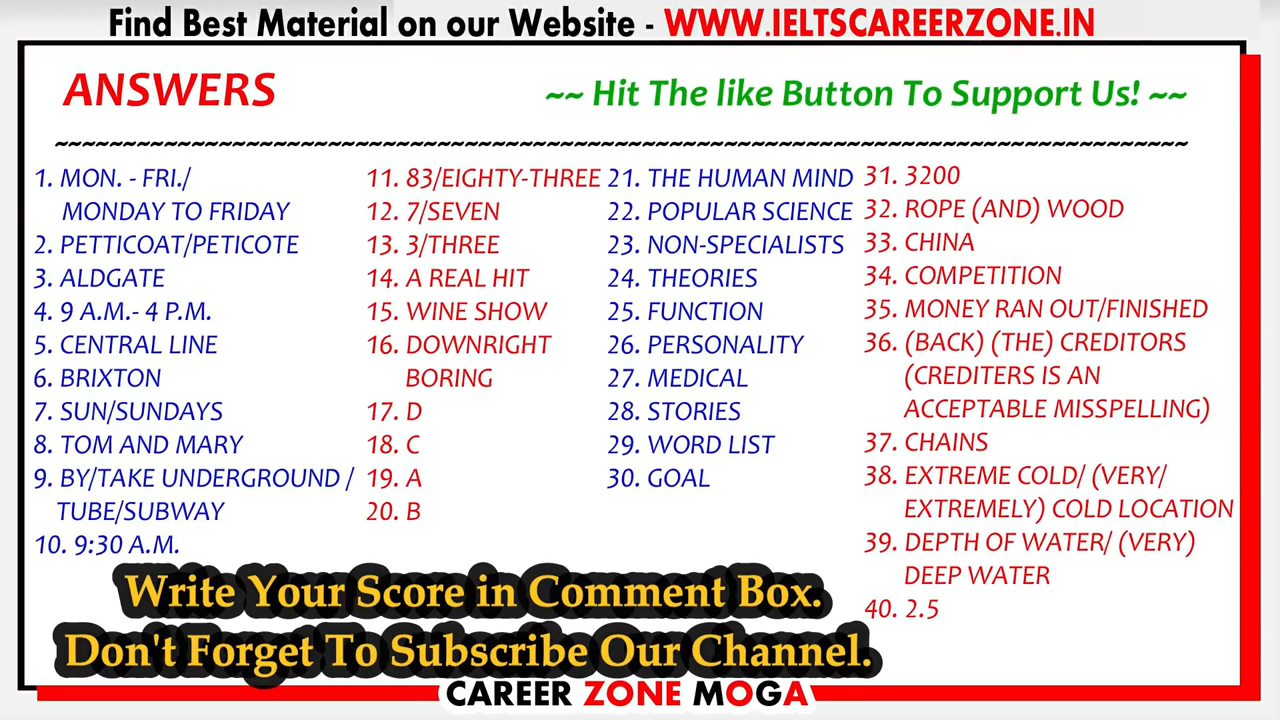 Find Best Material on our Website - WWW.IELTSCAREERZONE.IN
ANSWERS
~~ Hit The like Button To Support Us! ~~
1. MON. - FRI./
MONDAY TO FRIDAY
2. PETTICOAT/PETICOTE
3. ALDGATE
4. 9 A.M.- 4 P.M.
5. CENTRAL LINE
6. BRIXTON
7. SUN/SUNDAYS
8. TOM AND MARY
9. BY/TAKE UNDERGROUND /
TUBE/SUBWAY
10. 9:30 A.M.
11. 83/EIGHTY-THREE
12. 7/SEVEN
13. 3/THREE
14. A REAL HIT
15. WINE SHOW
16. DOWNRIGHT
BORING
17. D
18. C
19. A
20. B
21. THE HUMAN MIND
22. POPULAR SCIENCE
23. NON-SPECIALISTS
24. THEORIES
25. FUNCTION
26. PERSONALITY
27. MEDICAL
28. STORIES
29. WORD LIST
30. GOAL
31. 3200
32. ROPE (AND) WOOD
33. CHINA
34. COMPETITION
35. MONEY RAN OUT/FINISHED
36. (BACK) (THE) CREDITORS
(CREDITERS IS AN
ACCEPTABLE MISSPELLING)
37. CHAINS
38. EXTREME COLD/ (VERY/
EXTREMELY) COLD LOCATION
39. DEPTH OF WATER/ (VERY)
DEEP WATER
40. 2.5
Write Your Score in Comment Box.
Don't Forget To Subscribe Our Channel.
CAREER ZONE MOGA